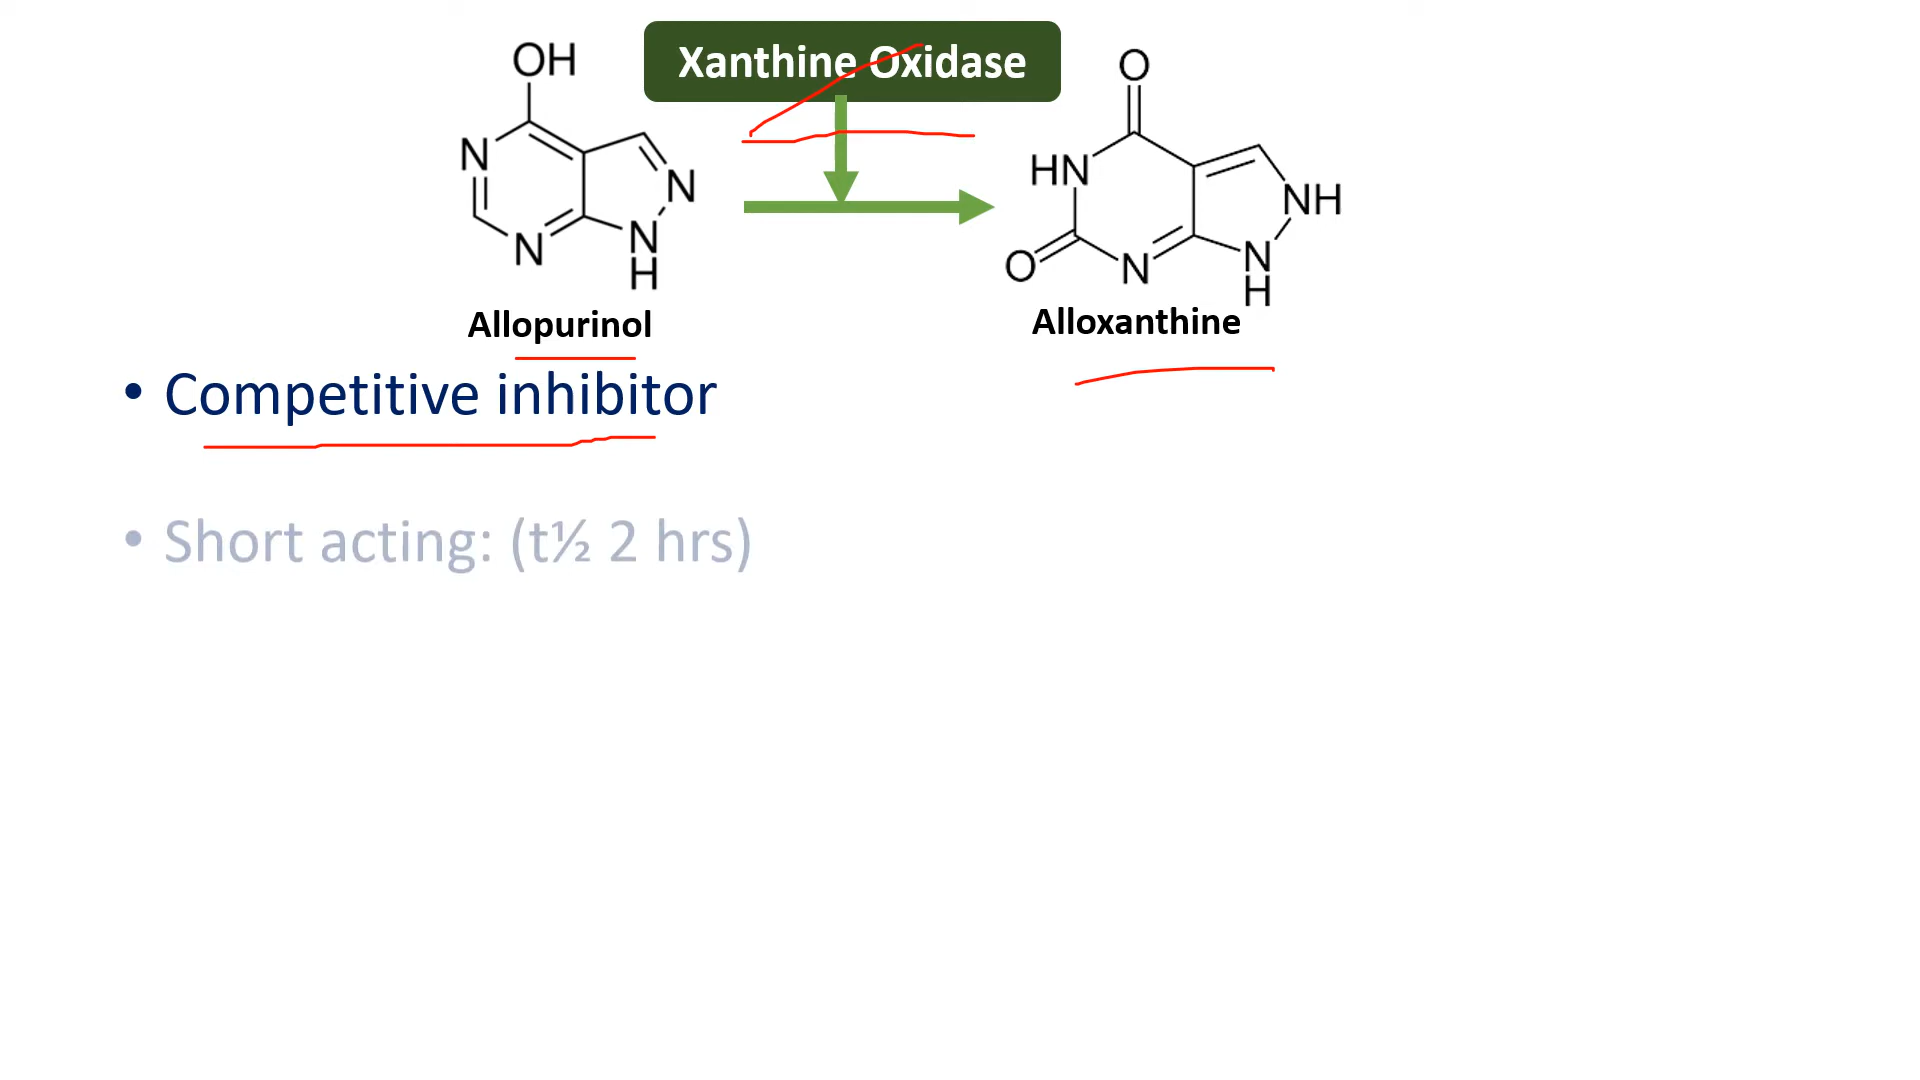 Xanthine Oxidase
OH
N
N
N
N
H
O
HN
O
N
NH
N
H
Allopurinol
Alloxanthine
• Competitive inhibitor
• Short acting: (t½ 2 hrs)